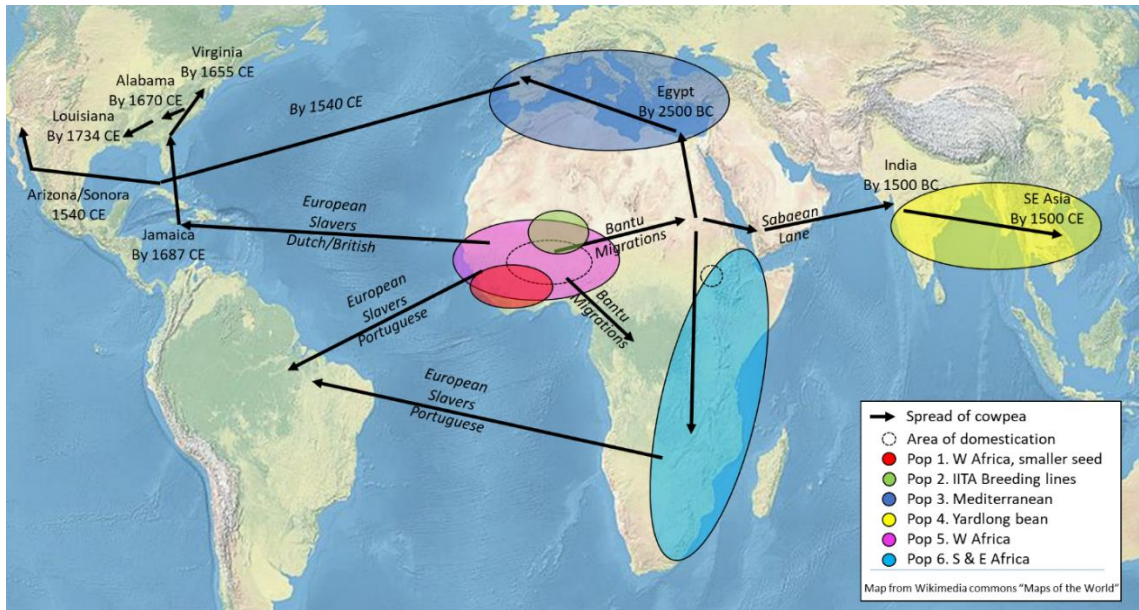 Virginia
By 1655 CE
Alabama
By 1670 CE
Louisiana
By 1734 CE
By 1540 CE
Egypt
By 2500 BC
India
By 1500 BC
SE Asia
By 1500 CE
Arizona/Sonora
1540 CE
Jamaica
By 1687 CE
European
Slavers
Dutch/British
Bantu
Migrations
Sabaean
Lane
European
Slavers
Portuguese
Bantu
Migrations
European
Slavers
Portuguese
Spread of cowpea
Area of domestication
Pop 1. W Africa, smaller seed
Pop 2. IITA Breeding lines
Pop 3. Mediterranean
Pop 4. Yardlong bean
Pop 5. W Africa
Pop 6. S & E Africa
Map from Wikimedia commons "Maps of the World"